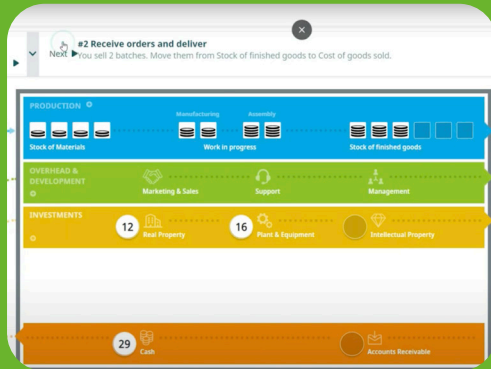 #2 Receive orders and deliver
Next
You sell 2 batches. Move them from Stock of finished goods to Cost of goods sold.
PRODUCTION
Manufacturing
Assembly
Stock of Materials
Work in progress
Stock of finished goods
OVERHEAD &
DEVELOPMENT
Marketing & Sales
Support
Management
INVESTMENTS
12
Real Property
16
Plant & Equipment
Intellectual Property
29
Cash
Accounts Receivable